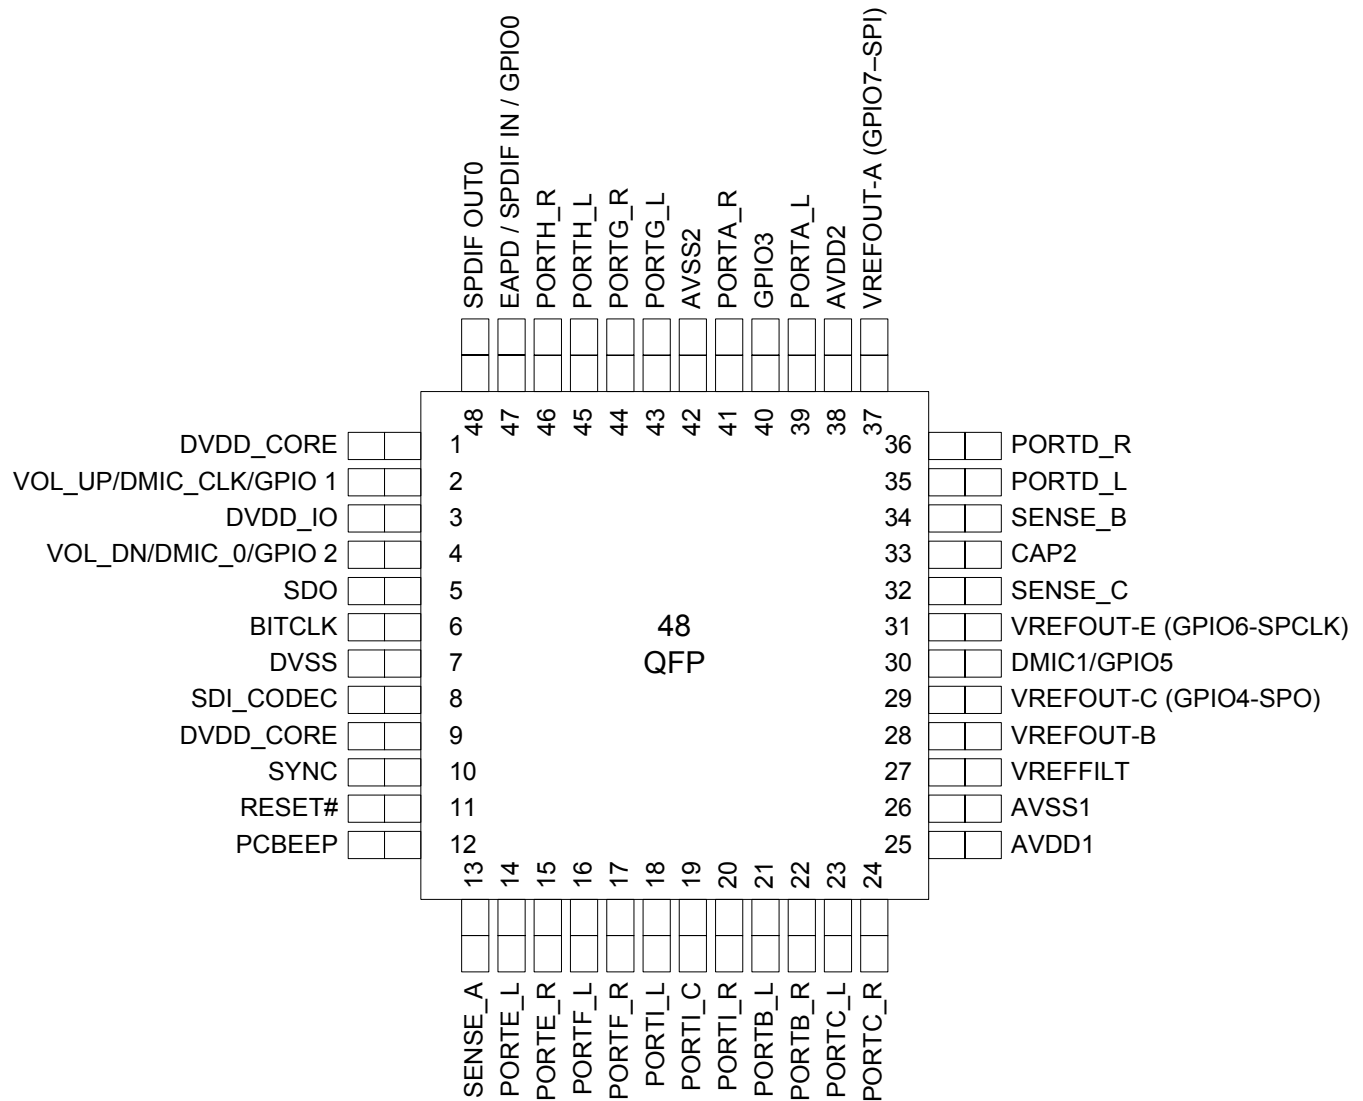 SPDIF OUT0
EAPD / SPDIF IN / GPIO0
PORTH_R
PORTH_L
PORTG_R
PORTG_L
AVSS2
PORTA_R
GPIO3
PORTA_L
AVDD2
VREFOUT-A (GPIO7–SPI)
48
47
46
45
44
43
42
41
40
39
38
37
DVDD_CORE 1
VOL_UP/DMIC_CLK/GPIO 1 2
DVDD_IO 3
VOL_DN/DMIC_0/GPIO 2 4
SDO 5
BITCLK 6
DVSS 7
SDI_CODEC 8
DVDD_CORE 9
SYNC 10
RESET# 11
PCBEEP 12
48
QFP
36 PORTD_R
35 PORTD_L
34 SENSE_B
33 CAP2
32 SENSE_C
31 VREFOUT-E (GPIO6-SPCLK)
30 DMIC1/GPIO5
29 VREFOUT-C (GPIO4-SPO)
28 VREFOUT-B
27 VREFFILT
26 AVSS1
25 AVDD1
13
14
15
16
17
18
19
20
21
22
23
24
SENSE_A
PORTE_L
PORTE_R
PORTF_L
PORTF_R
PORTI_L
PORTI_C
PORTI_R
PORTB_L
PORTB_R
PORTC_L
PORTC_R